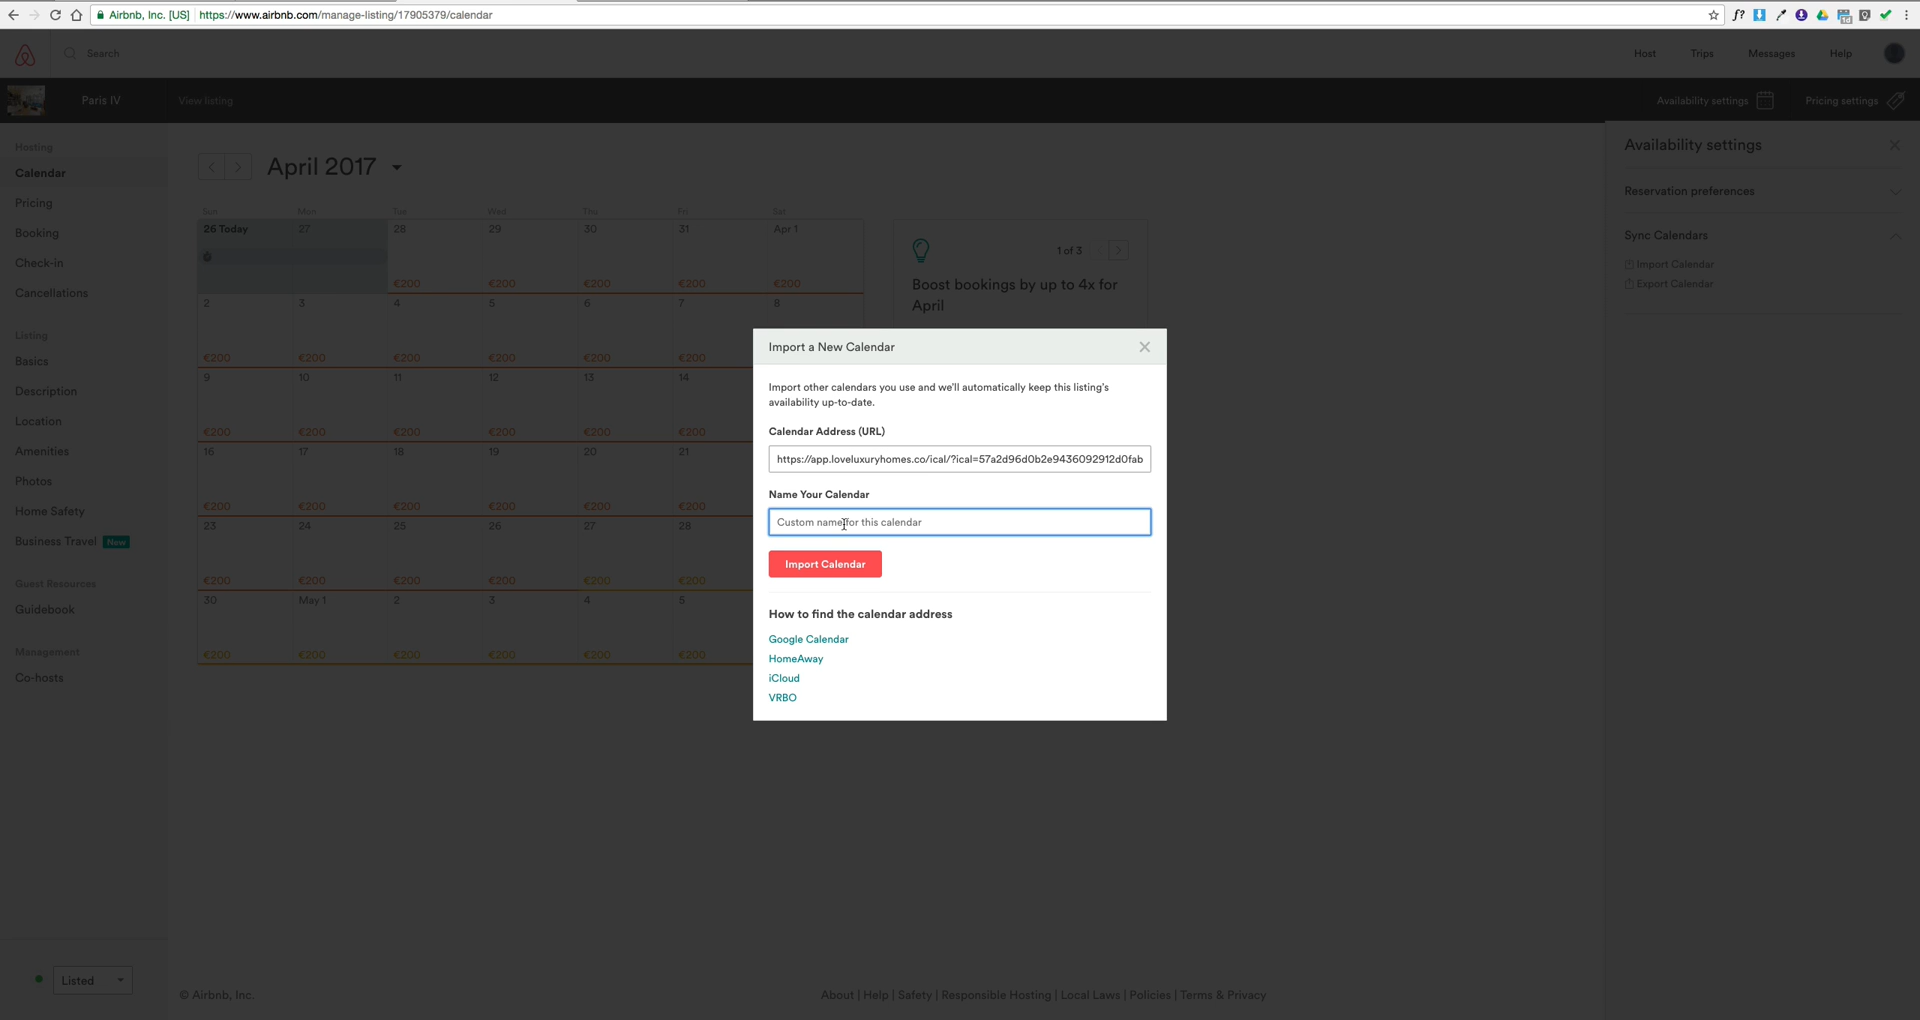 Airbnb, Inc. [US] https://www.airbnb.com/manage-listing/17905379/calendar
f?
1d
Search
Host Trips Messages Help
Paris IV View listing Availability settings Pricing settings
Hosting
Calendar
Pricing
Booking
Check-in
Cancellations
Listing
Basics
Description
Location
Amenities
Photos
Home Safety
Business Travel New
Guest Resources
Guidebook
Management
Co-hosts
Listed
April 2017
Sun Mon Tue Wed Thu Fri Sat
26 Today 27 28 29 30 31 Apr 1
€200 €200 €200 €200 €200
2 3 4 5 6 7 8
€200 €200 €200 €200 €200 €200
9 10 11 12 13 14
€200 €200 €200 €200 €200 €200
16 17 18 19 20 21
€200 €200 €200 €200 €200 €200
23 24 25 26 27 28
€200 €200 €200 €200 €200 €200
30 May 1 2 3 4 5
€200 €200 €200 €200 €200 €200
1 of 3
Boost bookings by up to 4x for
April
Import a New Calendar
Import other calendars you use and we'll automatically keep this listing's
availability up-to-date.
Calendar Address (URL)
https://app.loveluxuryhomes.co/ical/?ical=57a2d96d0b2e9436092912d0fab
Name Your Calendar
Custom name for this calendar
Import Calendar
How to find the calendar address
Google Calendar
HomeAway
iCloud
VRBO
Availability settings
Reservation preferences
Sync Calendars
Import Calendar
Export Calendar
© Airbnb, Inc.
About | Help | Safety | Responsible Hosting | Local Laws | Policies | Terms & Privacy